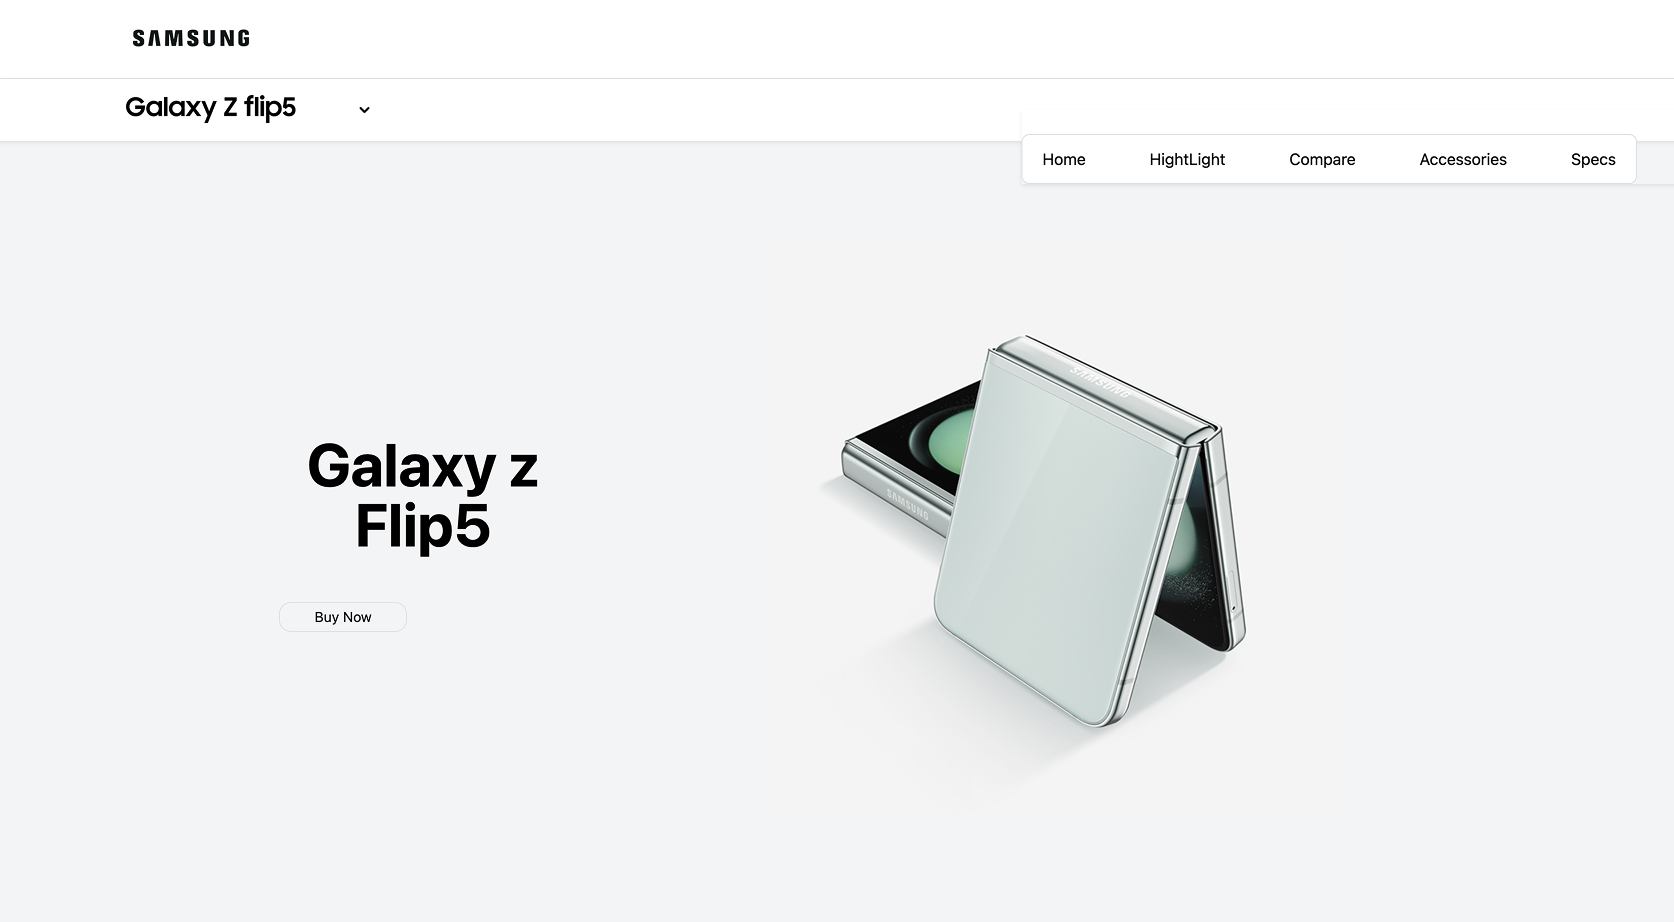 SAMSUNG
Galaxy Z flip5
Home HightLight Compare Accessories Specs
SAMSUNG
SAMSUNG
Galaxy z
Flip5
Buy Now